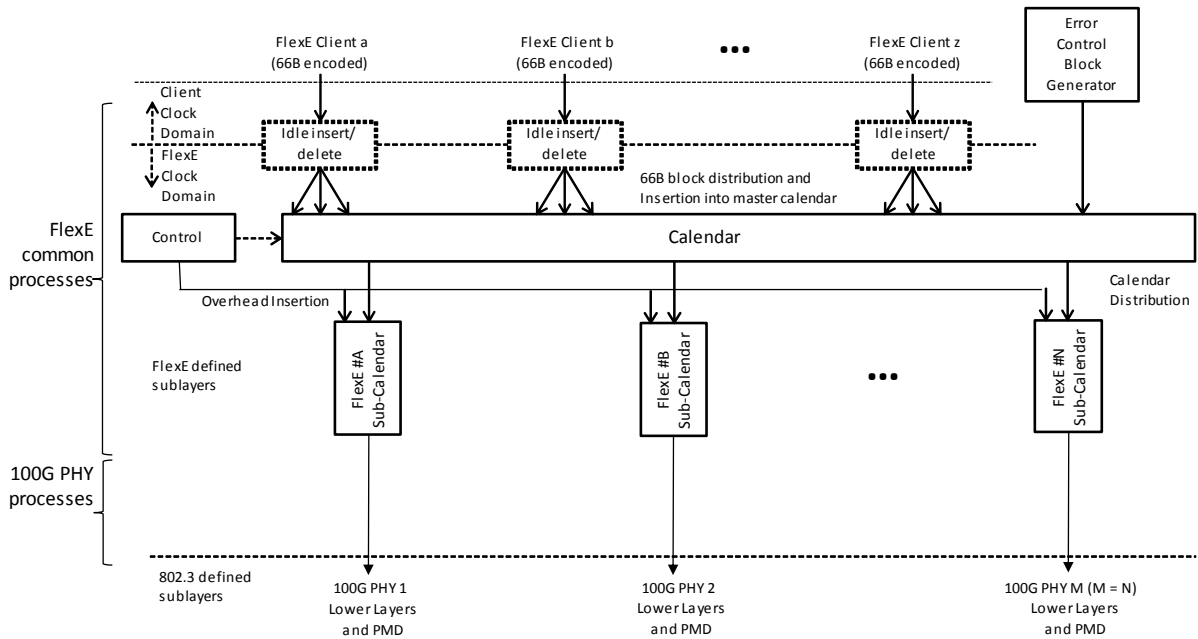 FlexE Client a
(66B encoded)
FlexE Client b
(66B encoded)
FlexE Client z
(66B encoded)
Error
Control
Block
Generator
Client
Clock
Domain
FlexE
Clock
Domain
Idle insert/
delete
Idle insert/
delete
Idle insert/
delete
66B block distribution and
Insertion into master calendar
FlexE
common
processes
Control
Calendar
Overhead Insertion
Calendar
Distribution
FlexE defined
sublayers
FlexE #A
Sub-Calendar
FlexE #B
Sub-Calendar
FlexE #N
Sub-Calendar
100G PHY
processes
802.3 defined
sublayers
100G PHY 1
Lower Layers
and PMD
100G PHY 2
Lower Layers
and PMD
100G PHY M (M = N)
Lower Layers
and PMD